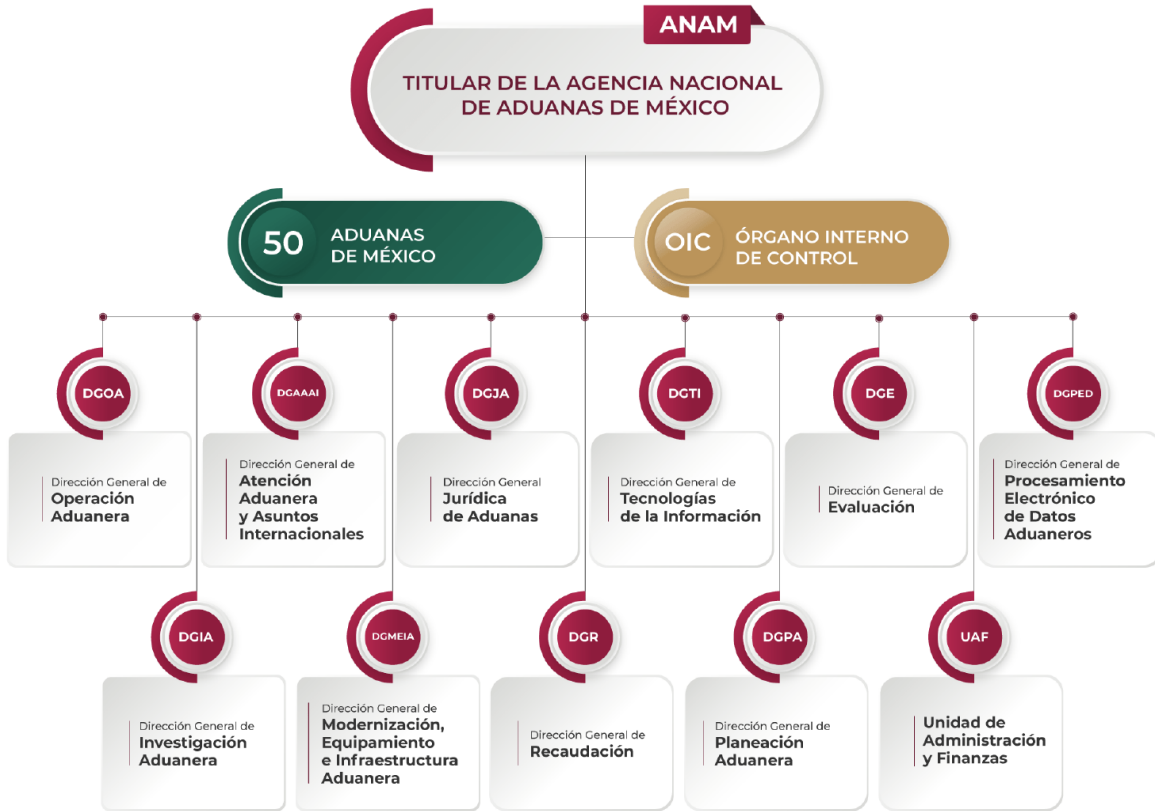 ANAM
TITULAR DE LA AGENCIA NACIONAL
DE ADUANAS DE MÉXICO
50
ADUANAS
DE MÉXICO
OIC
ÓRGANO INTERNO
DE CONTROL
DGOA
Dirección General de
Operación
Aduanera
DGAAAI
Dirección General de
Atención
Aduanera
y Asuntos
Internacionales
DGJA
Dirección General
Jurídica
de Aduanas
DGTI
Dirección General de
Tecnologías
de la Información
DGE
Dirección General de
Evaluación
DGPED
Dirección General de
Procesamiento
Electrónico
de Datos
Aduaneros
DGIA
Dirección General de
Investigación
Aduanera
DGMEIA
Dirección General de
Modernización,
Equipamiento
e Infraestructura
Aduanera
DGR
Dirección General de
Recaudación
DGPA
Dirección General de
Planeación
Aduanera
UAF
Unidad de
Administración
y Finanzas